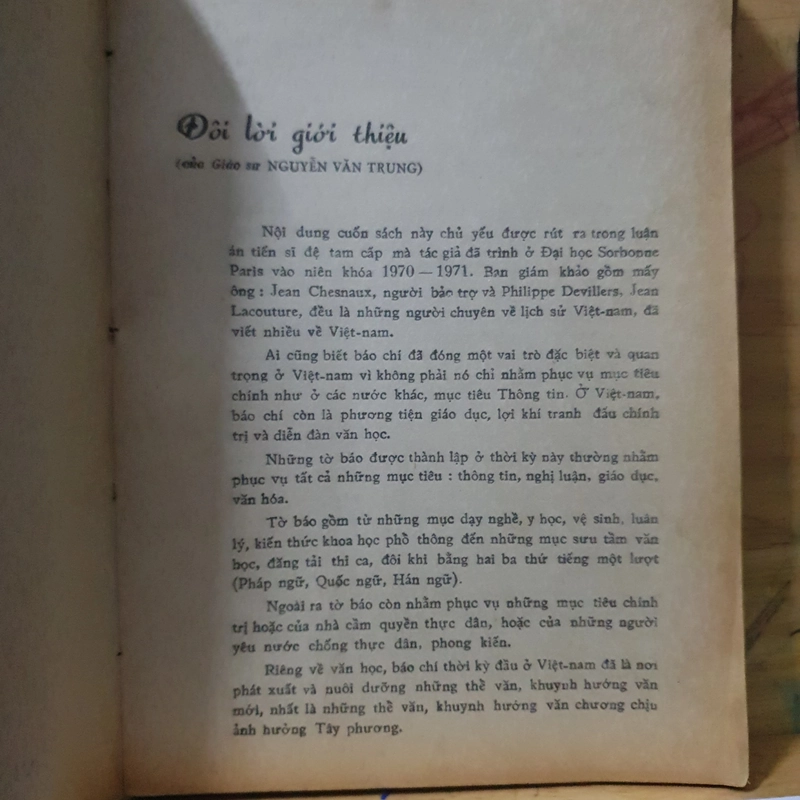 Đôi lời giới thiệu
(của Giáo sư NGUYỄN VĂN TRUNG)
Nội dung cuốn sách này chủ yếu được rút ra trong luận
án tiến sĩ đệ tam cấp mà tác giả đã trình ở Đại học Sorbonne
Paris vào niên khóa 1970 — 1971. Ban giám khảo gồm mấy
ông : Jean Chesnaux, người bảo trợ và Philippe Devillers, Jean
Lacouture, đều là những người chuyên về lịch sử Việt-nam, đã
viết nhiều về Việt-nam.
Ai cũng biết báo chí đã đóng một vai trò đặc biệt và quan
trọng ở Việt-nam vì không phải nó chỉ nhằm phục vụ mục tiêu
chính như ở các nước khác, mục tiêu Thông tin. Ở Việt-nam,
báo chí còn là phương tiện giáo dục, lợi khí tranh đấu chính
trị và diễn đàn văn học.
Những tờ báo được thành lập ở thời kỳ này thường nhằm
phục vụ tất cả những mục tiêu : thông tin, nghị luận, giáo dục,
văn hóa.
Tờ báo gồm từ những mục dạy nghề, y học, vệ sinh, luân
lý, kiến thức khoa học phổ thông đến những mục sưu tầm văn
học, đăng tải thi ca, đôi khi bằng hai ba thứ tiếng một lượt
(Pháp ngữ, Quốc ngữ, Hán ngữ).
Ngoài ra tờ báo còn nhằm phục vụ những mục tiêu chính
trị hoặc của nhà cầm quyền thực dân, hoặc của những người
yêu nước chống thực dân, phong kiến.
Riêng về văn học, báo chí thời kỳ đầu ở Việt-nam đã là nơi
phát xuất và nuôi dưỡng những thể văn, khuynh hướng văn
mới, nhất là những thể văn, khuynh hướng văn chương chịu
ảnh hưởng Tây phương.